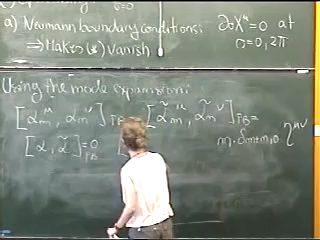 a) Neumann boundary conditions: ∂σX^μ = 0 at
⇒ Makes (*) vanish. σ = 0, 2π
Using the mode expansion:
[α_m^μ, α_n^ν]_PB = [α̃_m^μ, α̃_n^ν]_PB =
m · δ_{m+n,0} η^{μν}
[α, α̃]_PB = 0